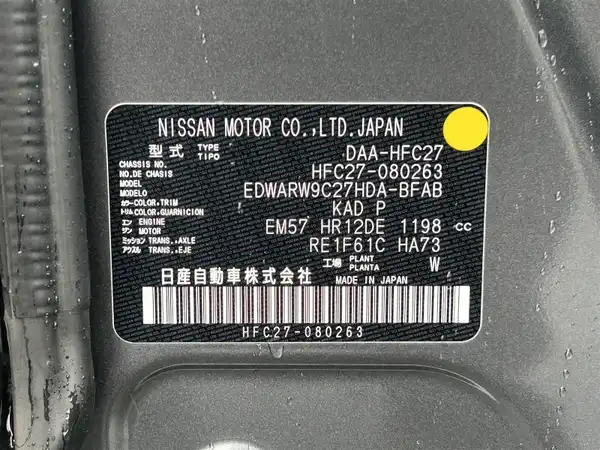 NISSAN MOTOR CO.,LTD.JAPAN
型式 TYPE TIPO DAA-HFC27
CHASSIS NO. NO.DE CHASIS HFC27-080263
MODEL MODELO EDWARW9C27HDA-BFAB
カラー COLOR,TRIM トリム COLOR,GUARNICION KAD P
エン ジン ENGINE MOTOR EM57 HR12DE 1198 cc
ミッション TRANS.,AXLE アクスル TRANS.,EJE RE1F61C HA73
工場 PLANT PLANTA W
日産自動車株式会社 MADE IN JAPAN
HFC27-080263